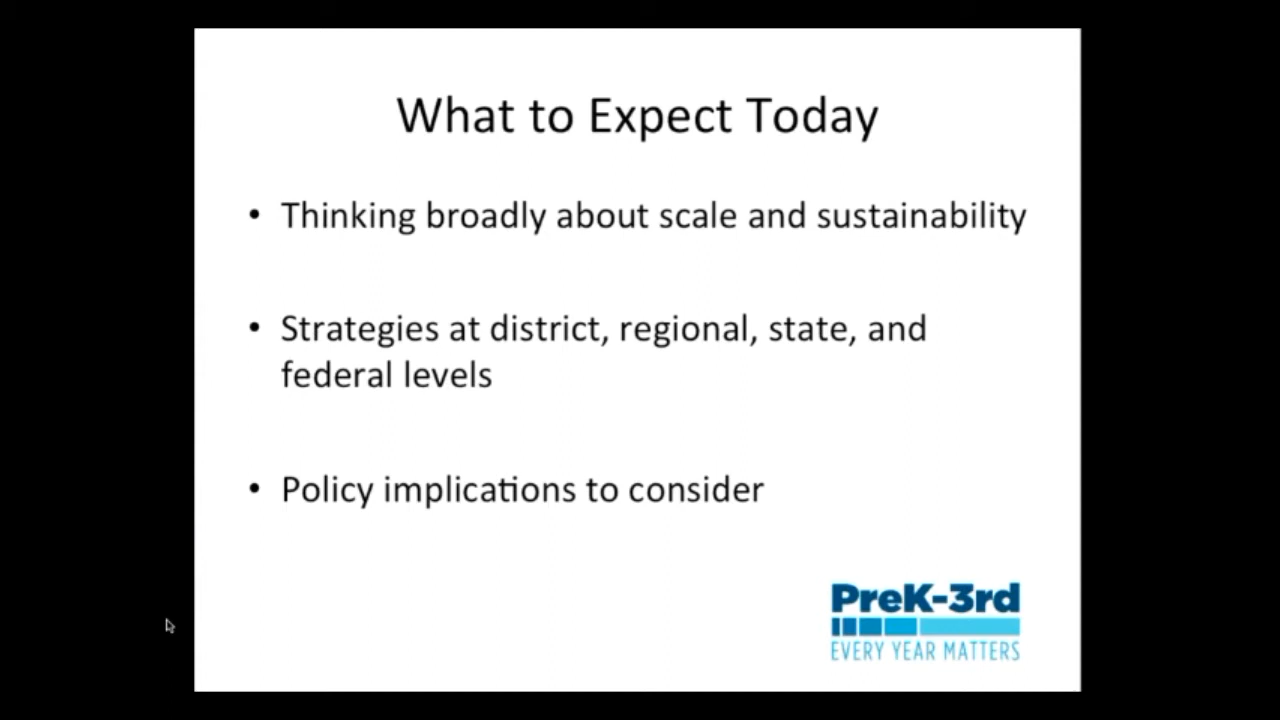 What to Expect Today
• Thinking broadly about scale and sustainability
• Strategies at district, regional, state, and
federal levels
• Policy implications to consider
PreK-3rd
EVERY YEAR MATTERS